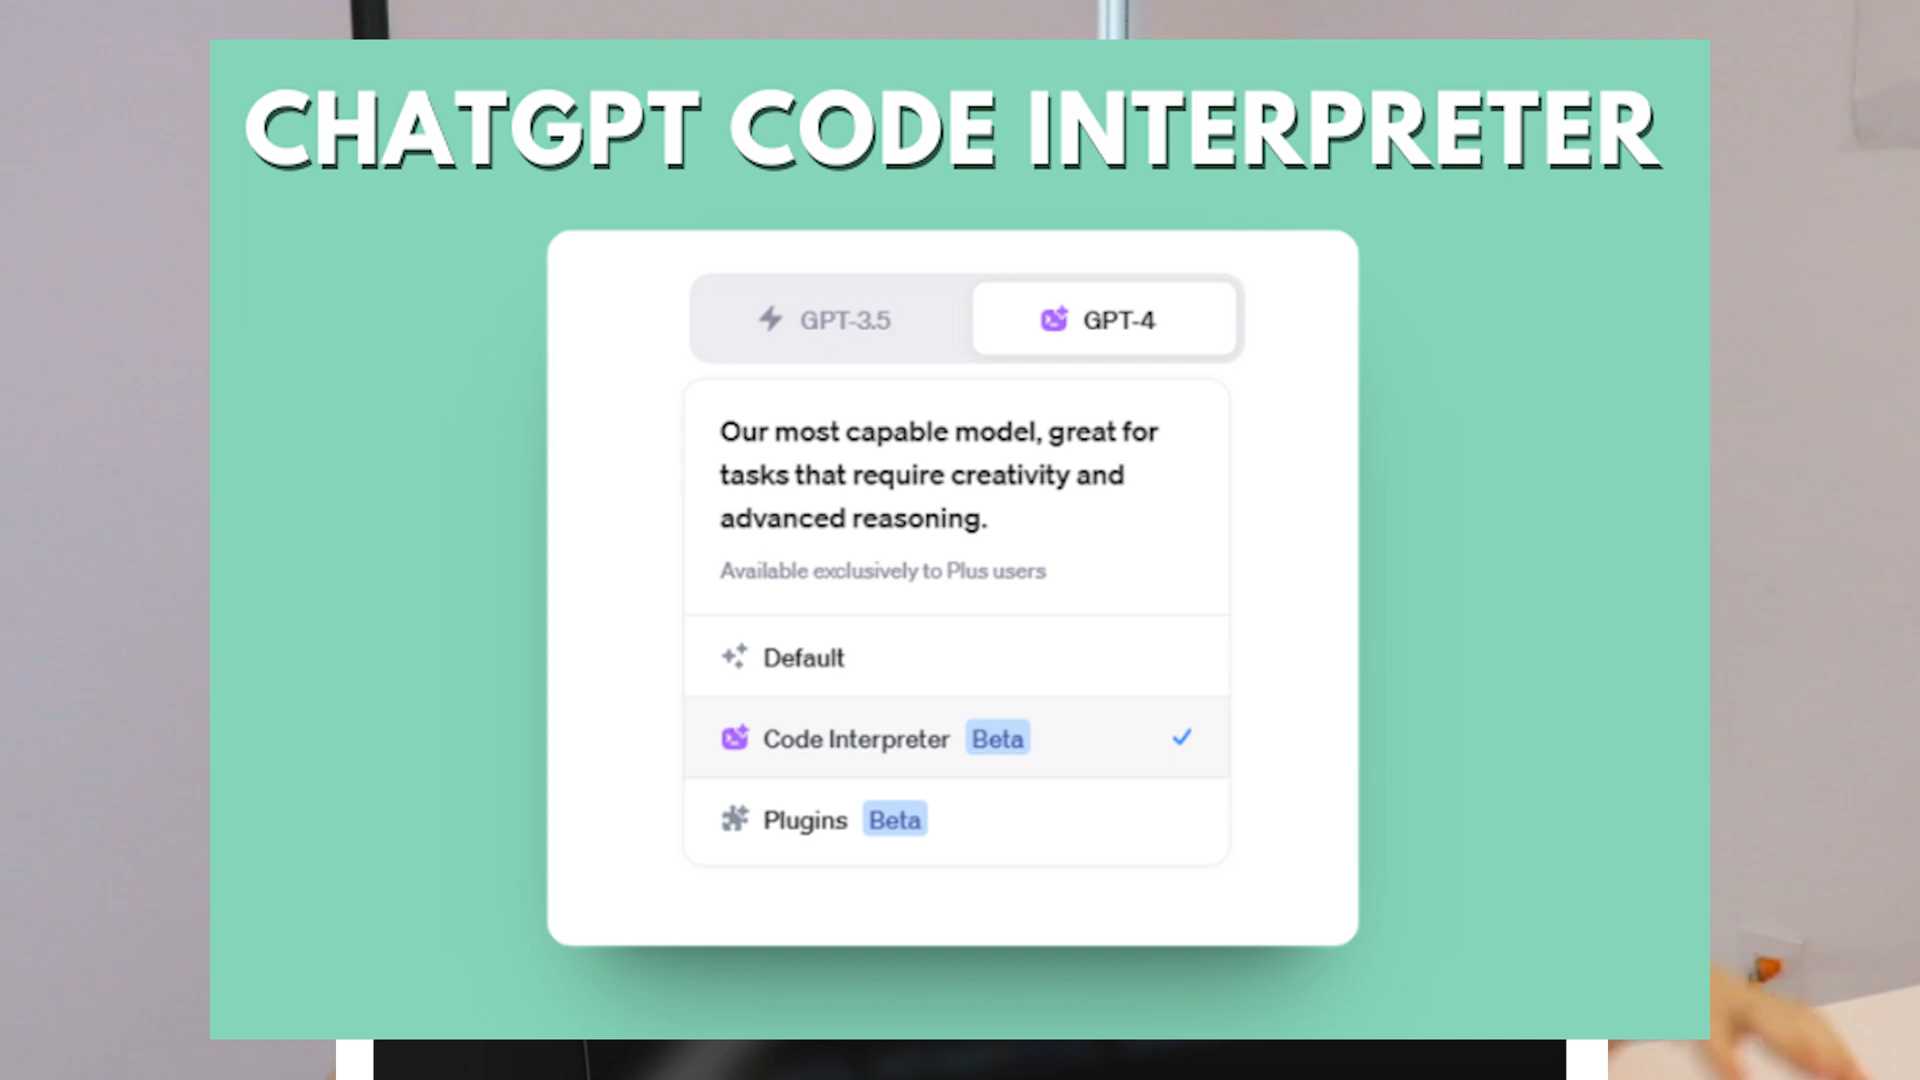 CHATGPT CODE INTERPRETER
GPT-3.5
GPT-4
Our most capable model, great for
tasks that require creativity and
advanced reasoning.
Available exclusively to Plus users
Default
Code Interpreter Beta
Plugins Beta